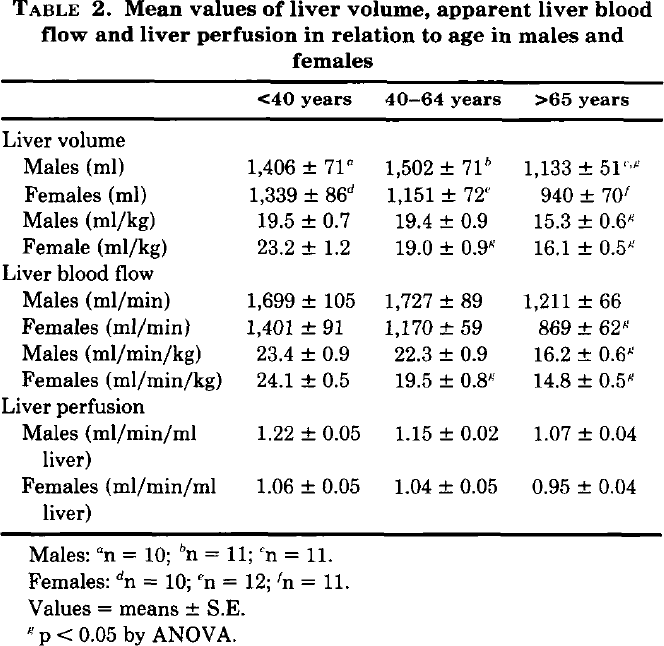 TABLE 2. Mean values of liver volume, apparent liver blood
flow and liver perfusion in relation to age in males and
females
<40 years 40–64 years >65 years
Liver volume
Males (ml) 1,406 ± 71ᵃ 1,502 ± 71ᵇ 1,133 ± 51ᶜ,ᵍ
Females (ml) 1,339 ± 86ᵈ 1,151 ± 72ᵉ 940 ± 70ᶠ
Males (ml/kg) 19.5 ± 0.7 19.4 ± 0.9 15.3 ± 0.6ᵍ
Female (ml/kg) 23.2 ± 1.2 19.0 ± 0.9ᵍ 16.1 ± 0.5ᵍ
Liver blood flow
Males (ml/min) 1,699 ± 105 1,727 ± 89 1,211 ± 66
Females (ml/min) 1,401 ± 91 1,170 ± 59 869 ± 62ᵍ
Males (ml/min/kg) 23.4 ± 0.9 22.3 ± 0.9 16.2 ± 0.6ᵍ
Females (ml/min/kg) 24.1 ± 0.5 19.5 ± 0.8ᵍ 14.8 ± 0.5ᵍ
Liver perfusion
Males (ml/min/ml 1.22 ± 0.05 1.15 ± 0.02 1.07 ± 0.04
liver)
Females (ml/min/ml 1.06 ± 0.05 1.04 ± 0.05 0.95 ± 0.04
liver)
Males: ᵃn = 10; ᵇn = 11; ᶜn = 11.
Females: ᵈn = 10; ᵉn = 12; ᶠn = 11.
Values = means ± S.E.
ᵍ p < 0.05 by ANOVA.